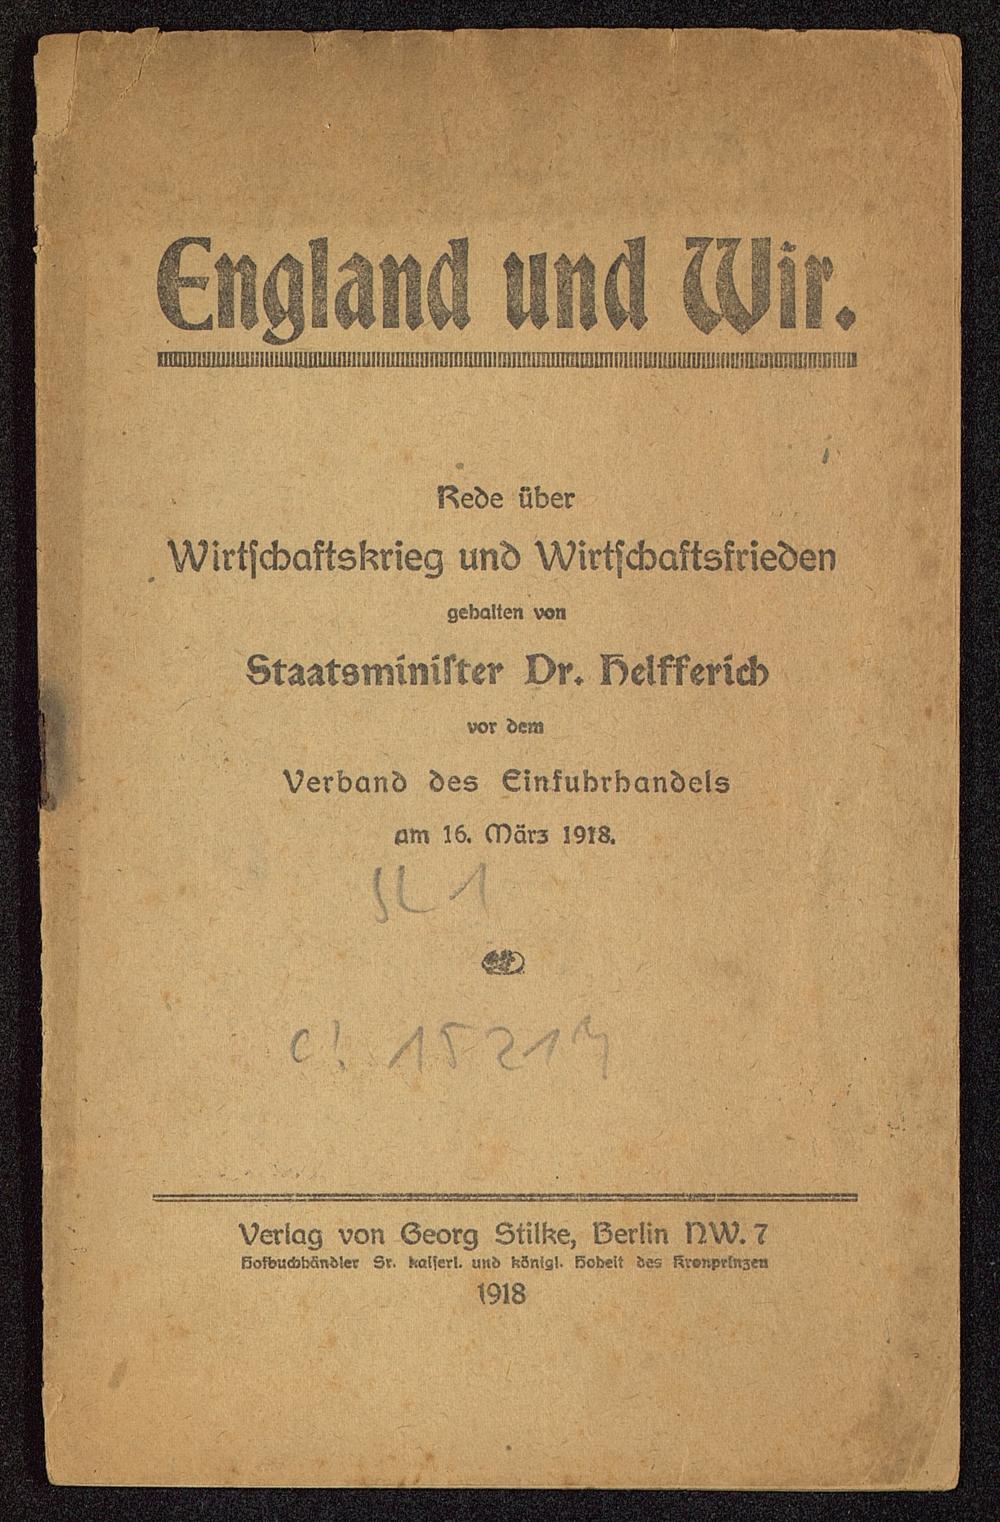 England und Wir.
Rede über
Wirtſchaftskrieg und Wirtſchaftsfrieden
gehalten von
Staatsminiſter Dr. Helfferich
vor dem
Verband des Einfuhrhandels
am 16. März 1918.
Verlag von Georg Stilke, Berlin NW. 7
Hofbuchhändler Sr. kaiſerl. und königl. Hoheit des Kronprinzen
1918